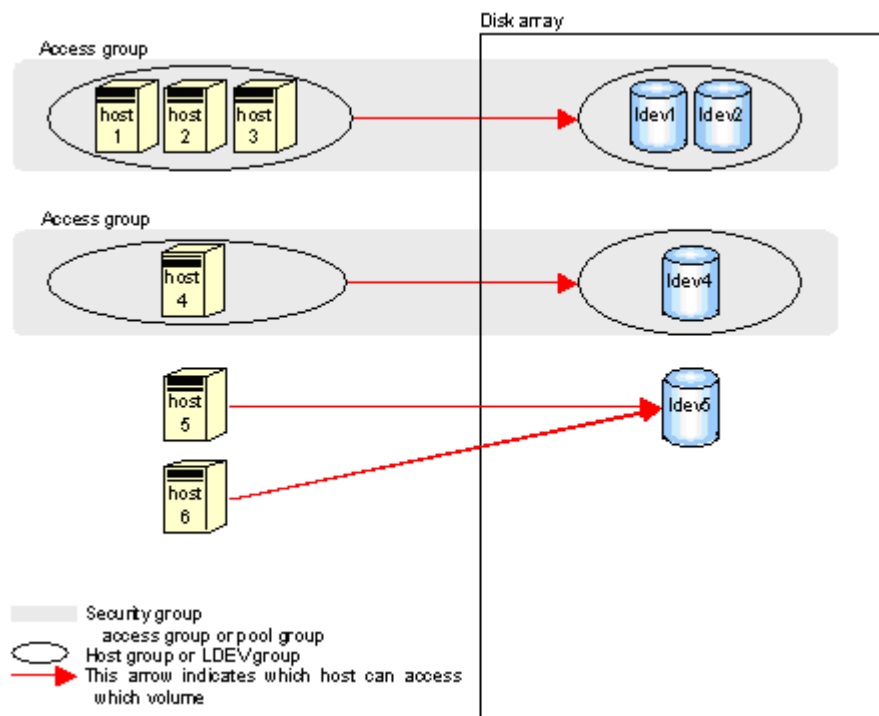 Disk array
Access group
host
1
host
2
host
3
ldev1
ldev2
Access group
host
4
ldev4
host
5
ldev5
host
6
Security group
access group or pool group
Host group or LDEV group
This arrow indicates which host can access
which volume